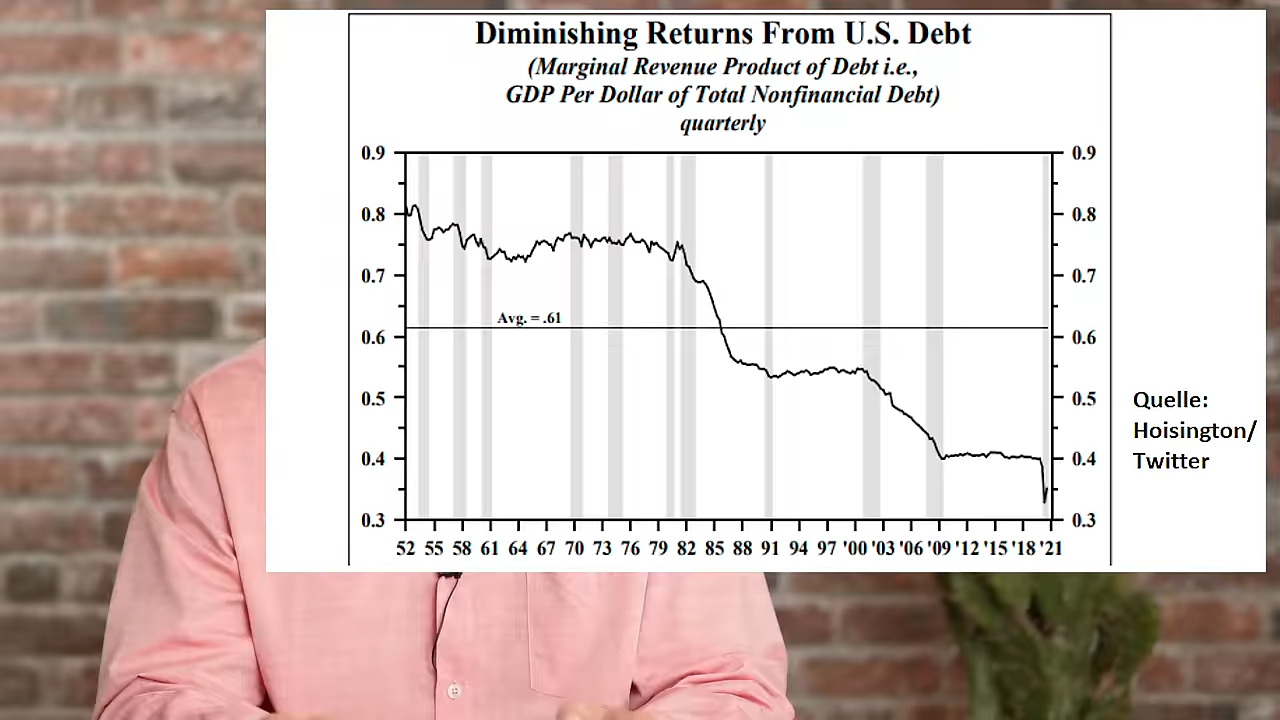 Diminishing Returns From U.S. Debt
(Marginal Revenue Product of Debt i.e.,
GDP Per Dollar of Total Nonfinancial Debt)
quarterly
0.9 0.9
0.8 0.8
0.7 0.7
Avg. = .61
0.6 0.6
0.5 0.5
0.4 0.4
0.3 0.3
52 55 58 61 64 67 70 73 76 79 82 85 88 91 94 97 '00 '03 '06 '09 '12 '15 '18 '21
Quelle:
Hoisington/
Twitter